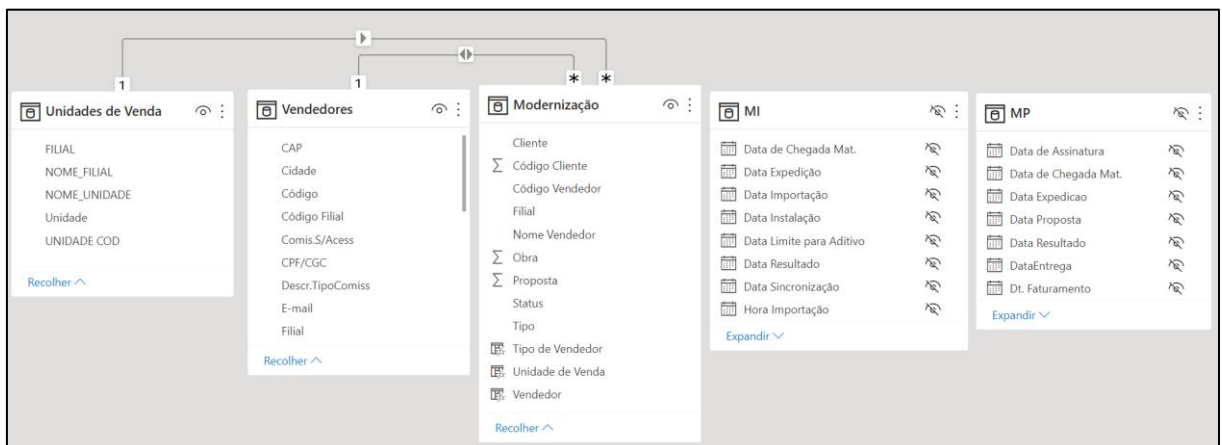 1
1
*
*
Unidades de Venda
FILIAL
NOME_FILIAL
NOME_UNIDADE
Unidade
UNIDADE COD
Recolher
Vendedores
CAP
Cidade
Código
Código Filial
Comis.S/Acess
CPF/CGC
Descr.TipoComiss
E-mail
Filial
Recolher
Modernização
Cliente
Σ Código Cliente
Código Vendedor
Filial
Nome Vendedor
Σ Obra
Σ Proposta
Status
Tipo
Tipo de Vendedor
Unidade de Venda
Vendedor
Recolher
MI
Data de Chegada Mat.
Data Expedição
Data Importação
Data Instalação
Data Limite para Aditivo
Data Resultado
Data Sincronização
Hora Importação
Expandir
MP
Data de Assinatura
Data de Chegada Mat.
Data Expedicao
Data Proposta
Data Resultado
DataEntrega
Dt. Faturamento
Expandir